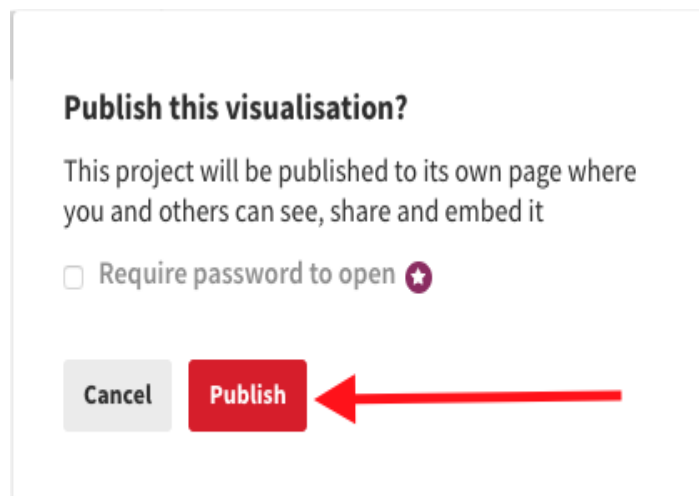 Publish this visualisation?
This project will be published to its own page where
you and others can see, share and embed it
Require password to open
Cancel
Publish